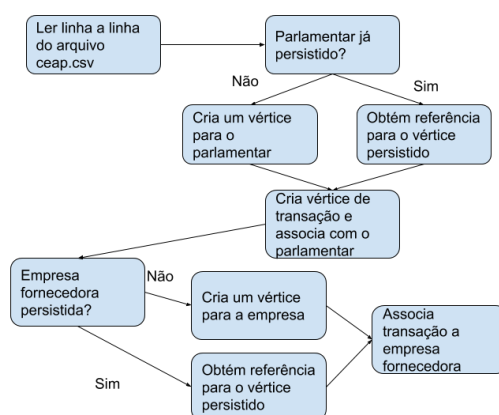 Ler linha a linha
do arquivo
ceap.csv
Parlamentar já
persistido?
Não
Sim
Cria um vértice
para o
parlamentar
Obtém referência
para o vértice
persistido
Cria vértice de
transação e
associa com o
parlamentar
Empresa
fornecedora
persistida?
Não
Cria um vértice
para a empresa
Associa
transação a
empresa
fornecedora
Sim
Obtém referência
para o vértice
persistido